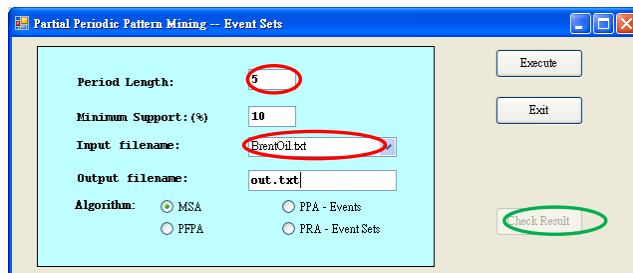 Partial Periodic Pattern Mining -- Event Sets
Period Length: 5
Execute
Minimum Support:(%) 10
Exit
Input filename: BrentOil.txt
Output filename: out.txt
Algorithm: MSA PPA - Events
PFPA PRA - Event Sets
Check Result